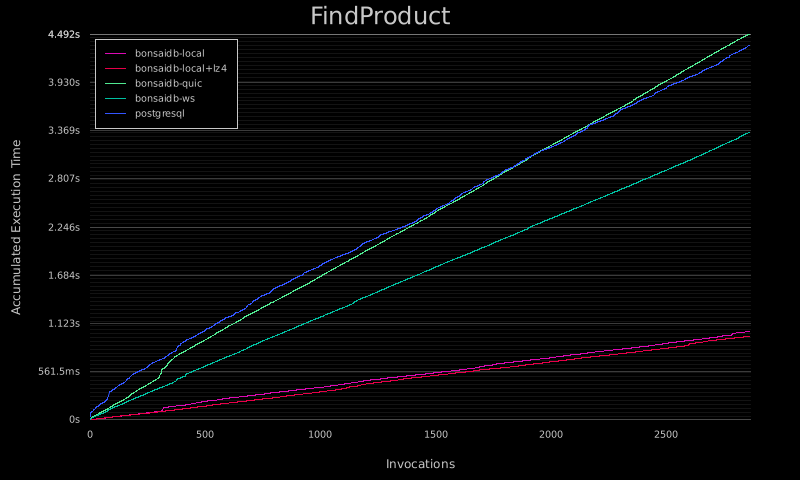 FindProduct
4.492s
3.930s
3.369s
2.807s
2.246s
1.684s
1.123s
561.5ms
0s
Accumulated Execution Time
bonsaidb-local
bonsaidb-local+lz4
bonsaidb-quic
bonsaidb-ws
postgresql
0 500 1000 1500 2000 2500
Invocations